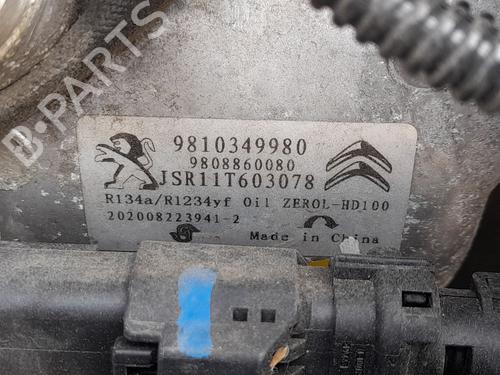 B-PARTS
9810349980
9808860080
JSR11T603078
R134a/R1234yf Oil ZEROL-HD100
202008223941-2
Made in China